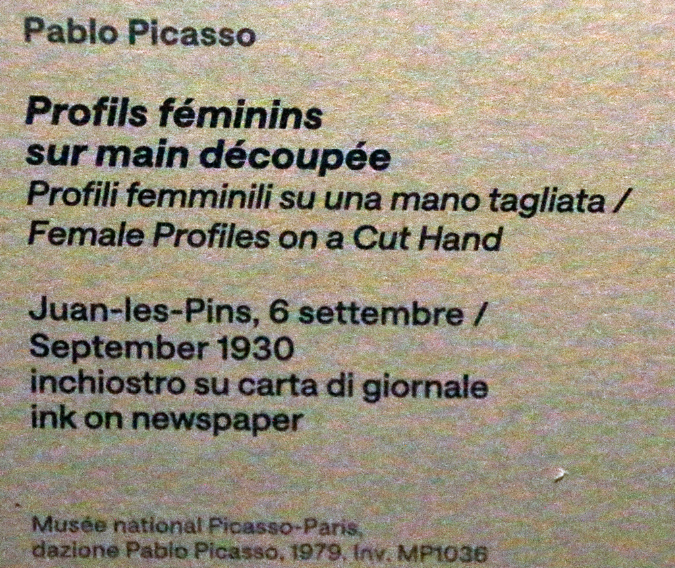 Pablo Picasso
Profils féminins
sur main découpée
Profili femminili su una mano tagliata /
Female Profiles on a Cut Hand
Juan-les-Pins, 6 settembre /
September 1930
inchiostro su carta di giornale
ink on newspaper
Musée national Picasso-Paris,
dazione Pablo Picasso, 1979. Inv. MP1036